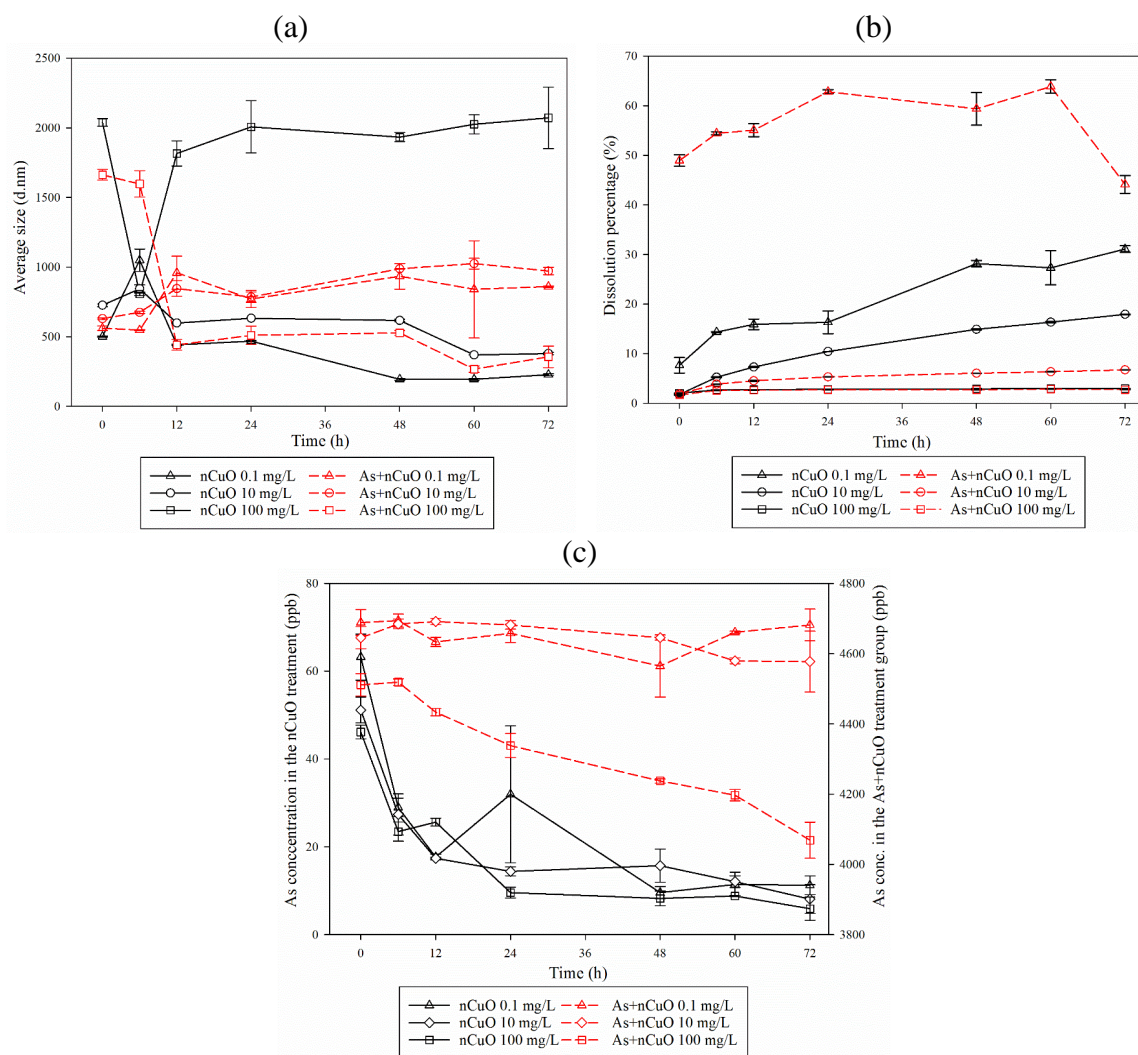 (a)
Average size (d.nm)
2500
2000
1500
1000
500
0
0 12 24 36 48 60 72
Time (h)
nCuO 0.1 mg/L As+nCuO 0.1 mg/L
nCuO 10 mg/L As+nCuO 10 mg/L
nCuO 100 mg/L As+nCuO 100 mg/L
(b)
Dissolution percentage (%)
70
60
50
40
30
20
10
0
0 12 24 36 48 60 72
Time (h)
nCuO 0.1 mg/L As+nCuO 0.1 mg/L
nCuO 10 mg/L As+nCuO 10 mg/L
nCuO 100 mg/L As+nCuO 100 mg/L
(c)
As conccentration in the nCuO treatment (ppb)
80
60
40
20
0
As conc. in the As+nCuO treatment group (ppb)
4800
4600
4400
4200
4000
3800
0 12 24 36 48 60 72
Time (h)
nCuO 0.1 mg/L As+nCuO 0.1 mg/L
nCuO 10 mg/L As+nCuO 10 mg/L
nCuO 100 mg/L As+nCuO 100 mg/L